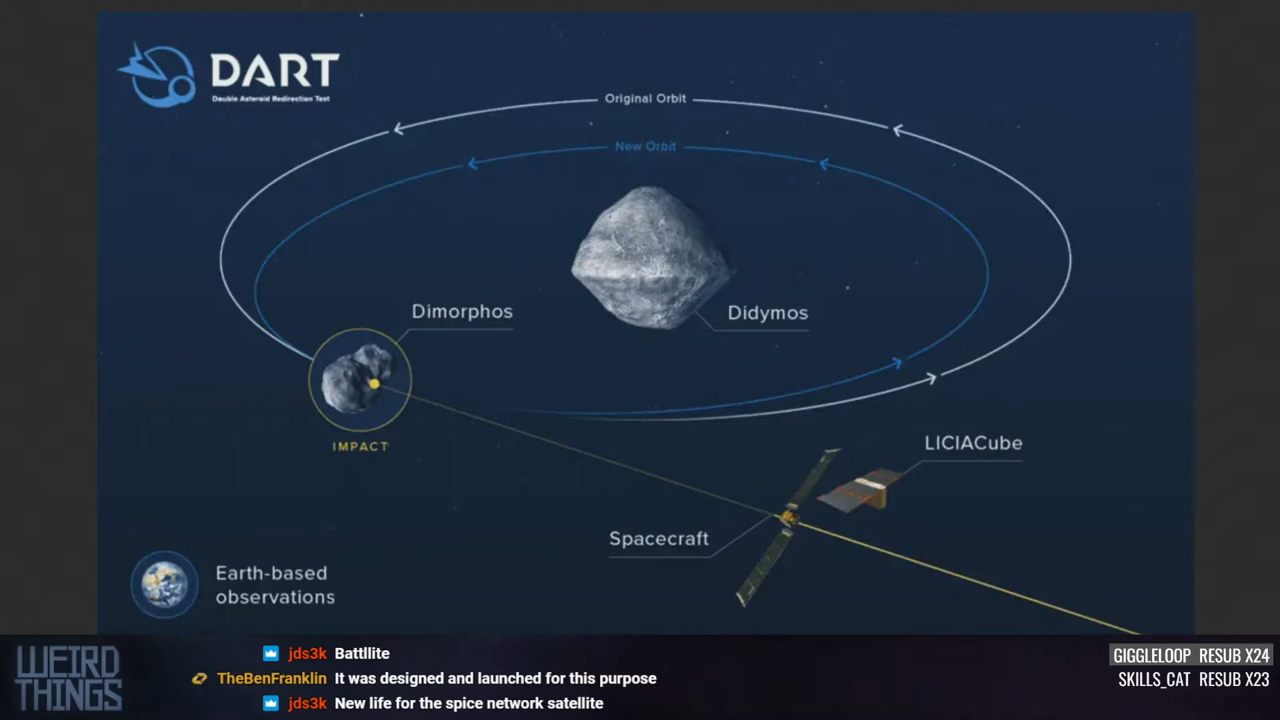 DART
Double Asteroid Redirection Test
Original Orbit
New Orbit
Dimorphos
Didymos
IMPACT
LICIACube
Spacecraft
Earth-based
observations
WEIRD
THINGS
jds3k Battllite
TheBenFranklin It was designed and launched for this purpose
jds3k New life for the spice network satellite
GIGGLELOOP RESUB X24
SKILLS_CAT RESUB X23